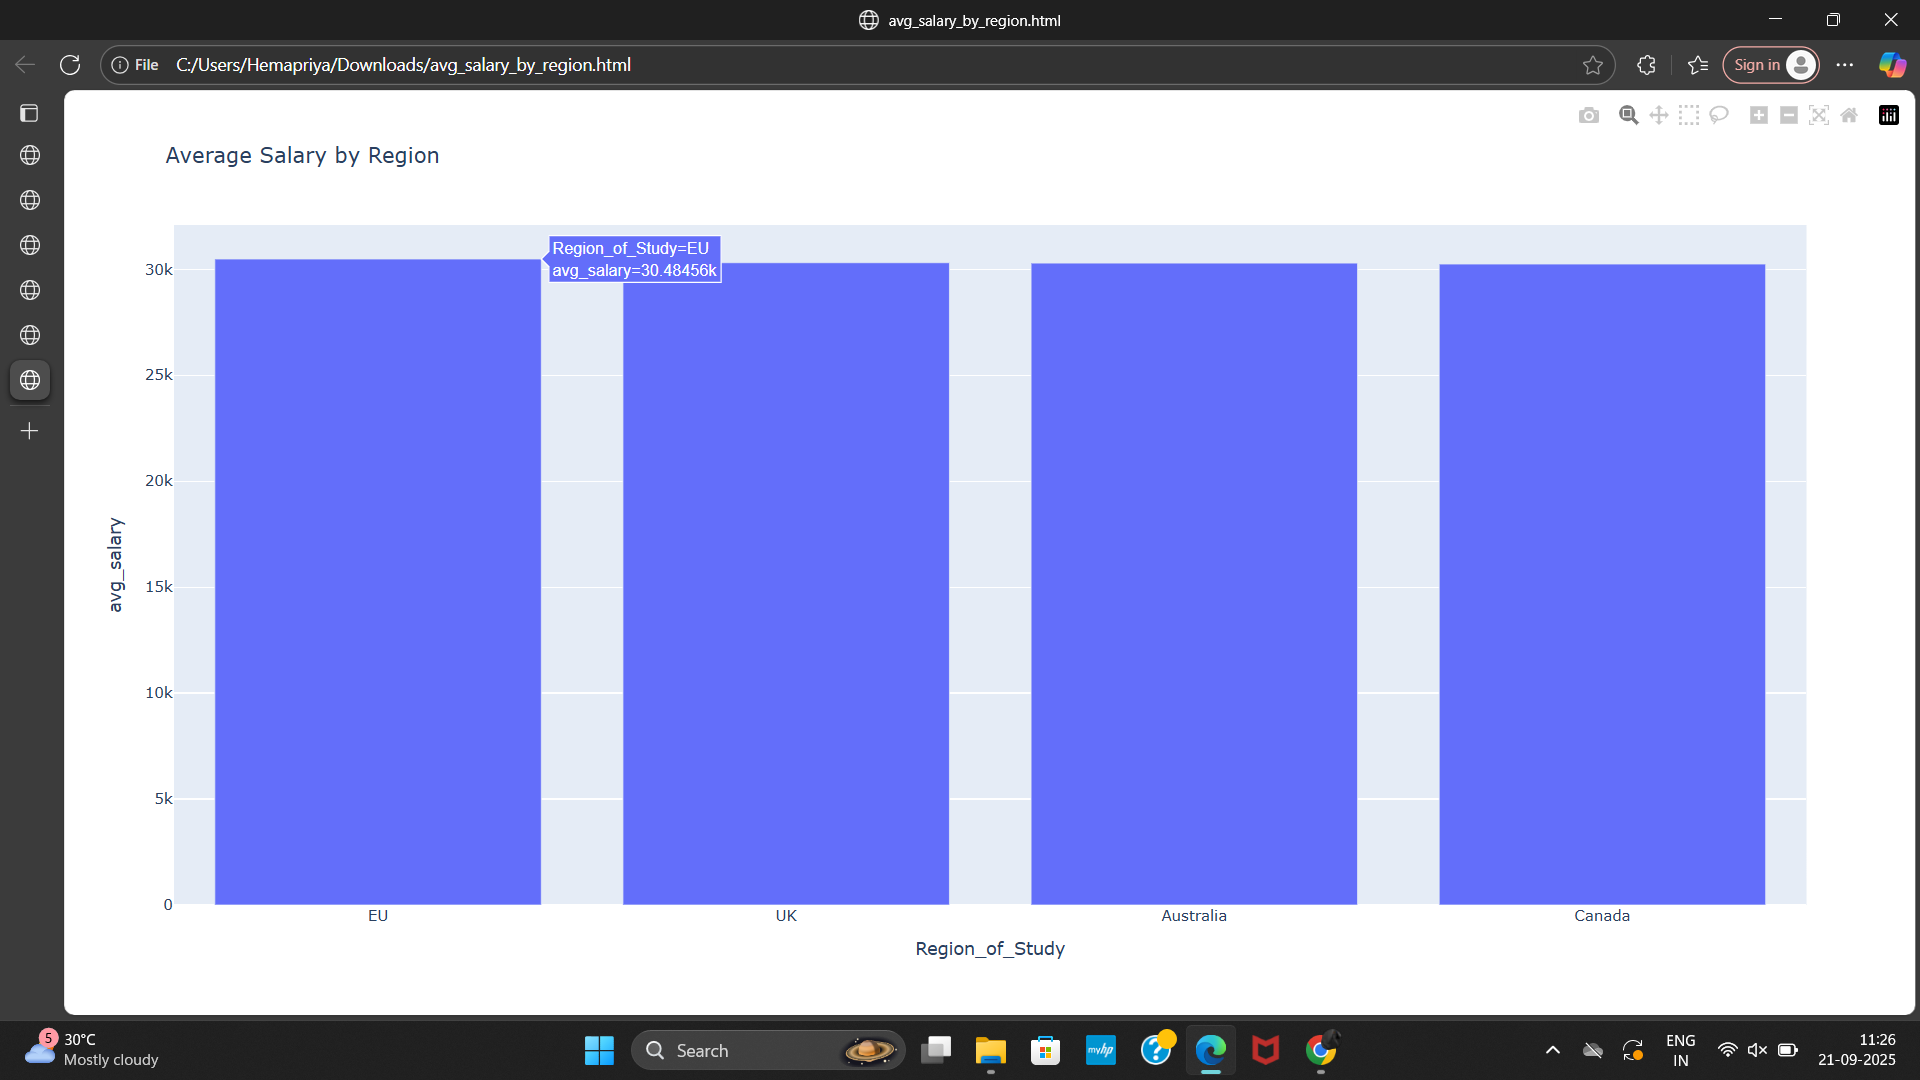 avg_salary_by_region.html
File C:/Users/Hemapriya/Downloads/avg_salary_by_region.html
Sign in
Average Salary by Region
Region_of_Study=EU
avg_salary=30.48456k
30k
25k
20k
15k
10k
5k
0
avg_salary
EU UK Australia Canada
Region_of_Study
5
30°C
Mostly cloudy
Search
myhp
ENG
IN
11:26
21-09-2025